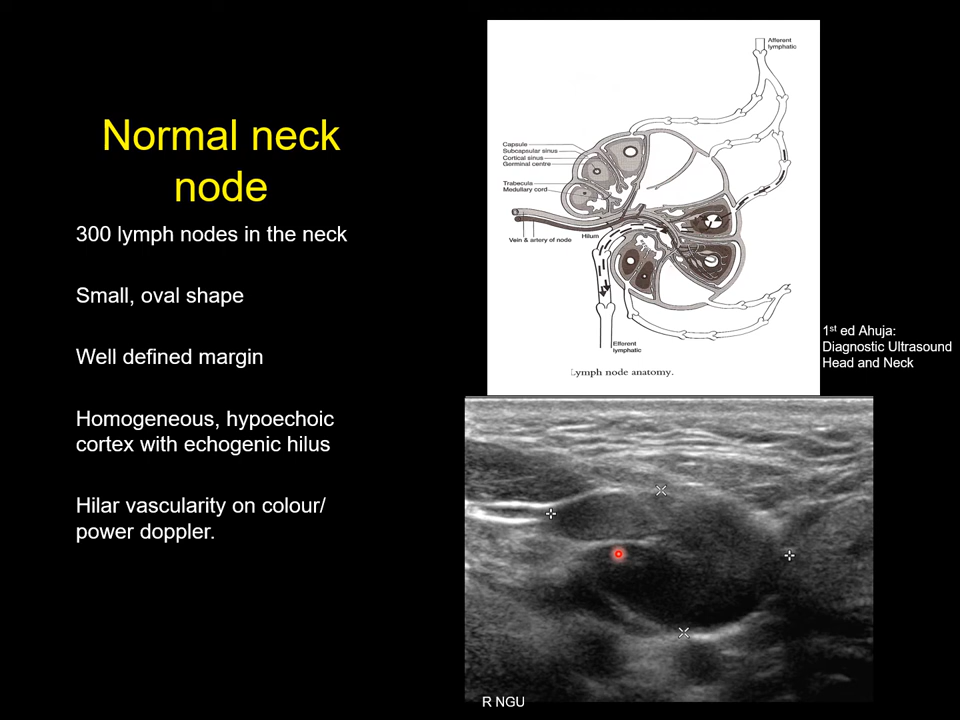 Normal neck
node
300 lymph nodes in the neck
Small, oval shape
Well defined margin
Homogeneous, hypoechoic
cortex with echogenic hilus
Hilar vascularity on colour/
power doppler.
Afferent
lymphatic
Capsule
Subcapsular sinus
Cortical sinus
Germinal centre
Trabecula
Medullary cord
Vein & artery of node
Hilum
Efferent
lymphatic
Lymph node anatomy.
1st ed Ahuja:
Diagnostic Ultrasound
Head and Neck
R NGU